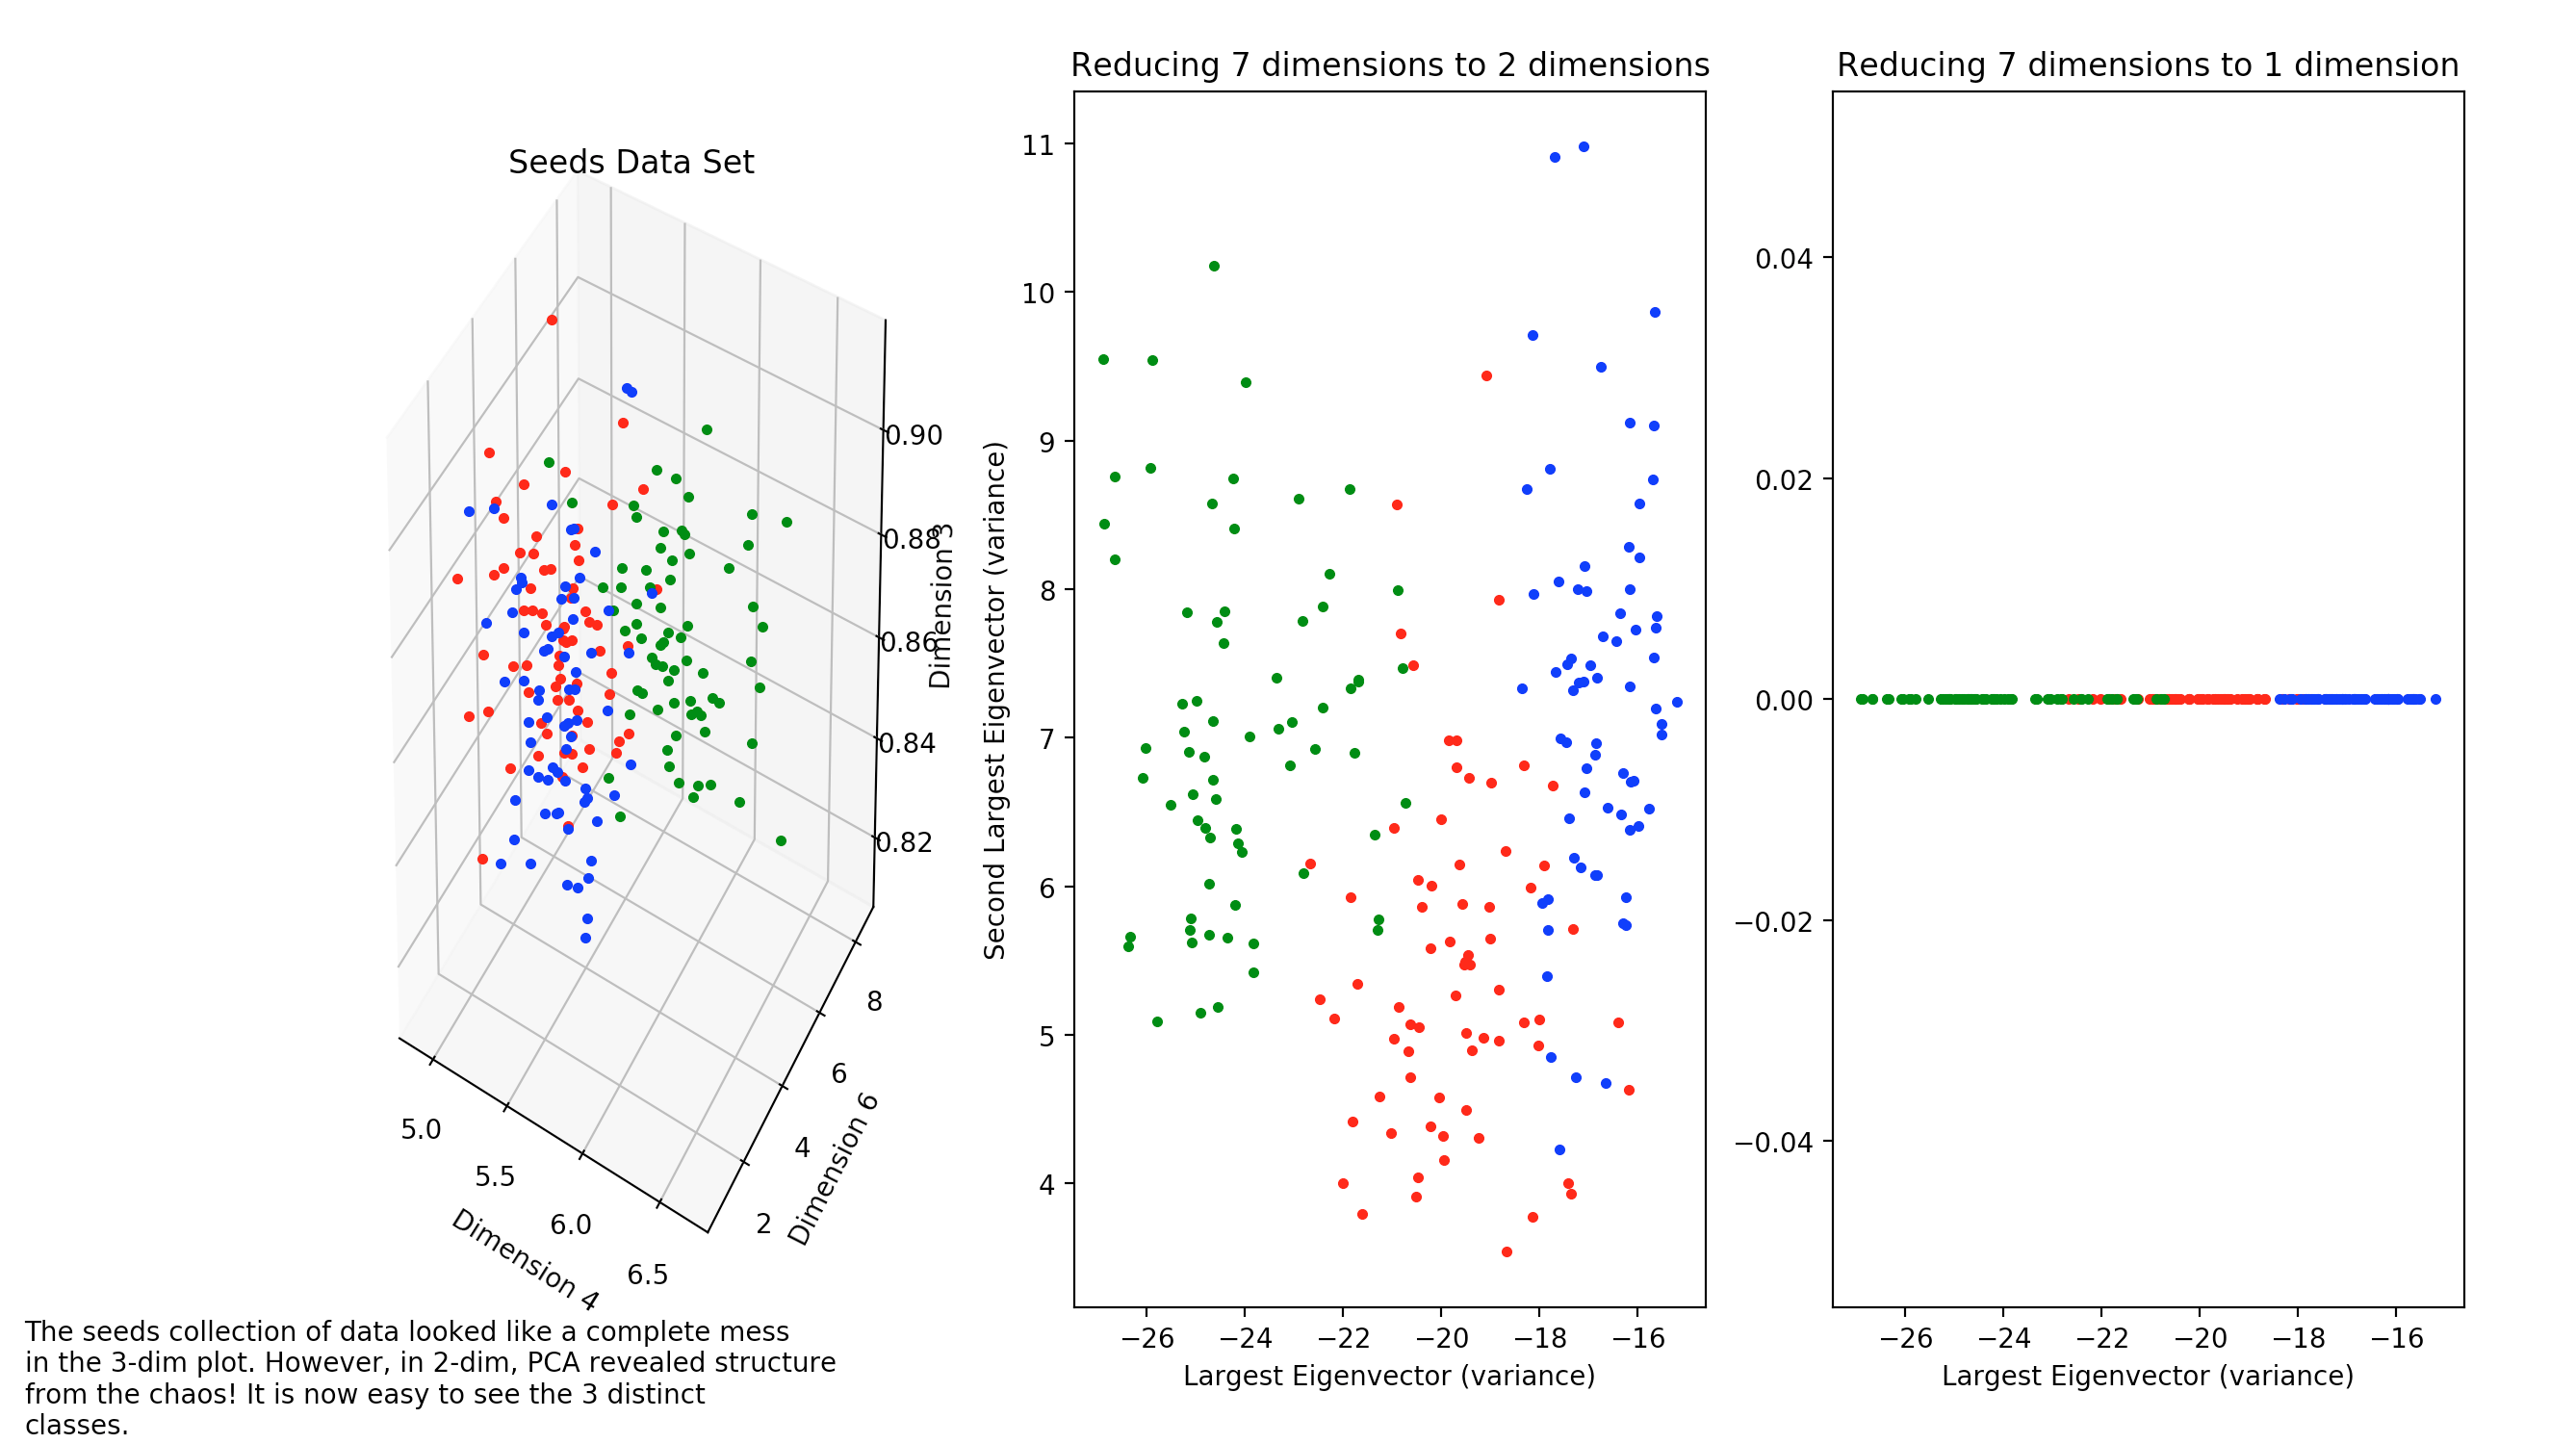 Seeds Data Set
0.90
0.88
0.86
0.84
0.82
Dimension 3
8
6
4
2
Dimension 6
5.0
5.5
6.0
6.5
Dimension 4
The seeds collection of data looked like a complete mess
in the 3-dim plot. However, in 2-dim, PCA revealed structure
from the chaos! It is now easy to see the 3 distinct
classes.
Reducing 7 dimensions to 2 dimensions
11
10
9
8
7
6
5
4
Second Largest Eigenvector (variance)
−26 −24 −22 −20 −18 −16
Largest Eigenvector (variance)
Reducing 7 dimensions to 1 dimension
0.04
0.02
0.00
−0.02
−0.04
−26 −24 −22 −20 −18 −16
Largest Eigenvector (variance)